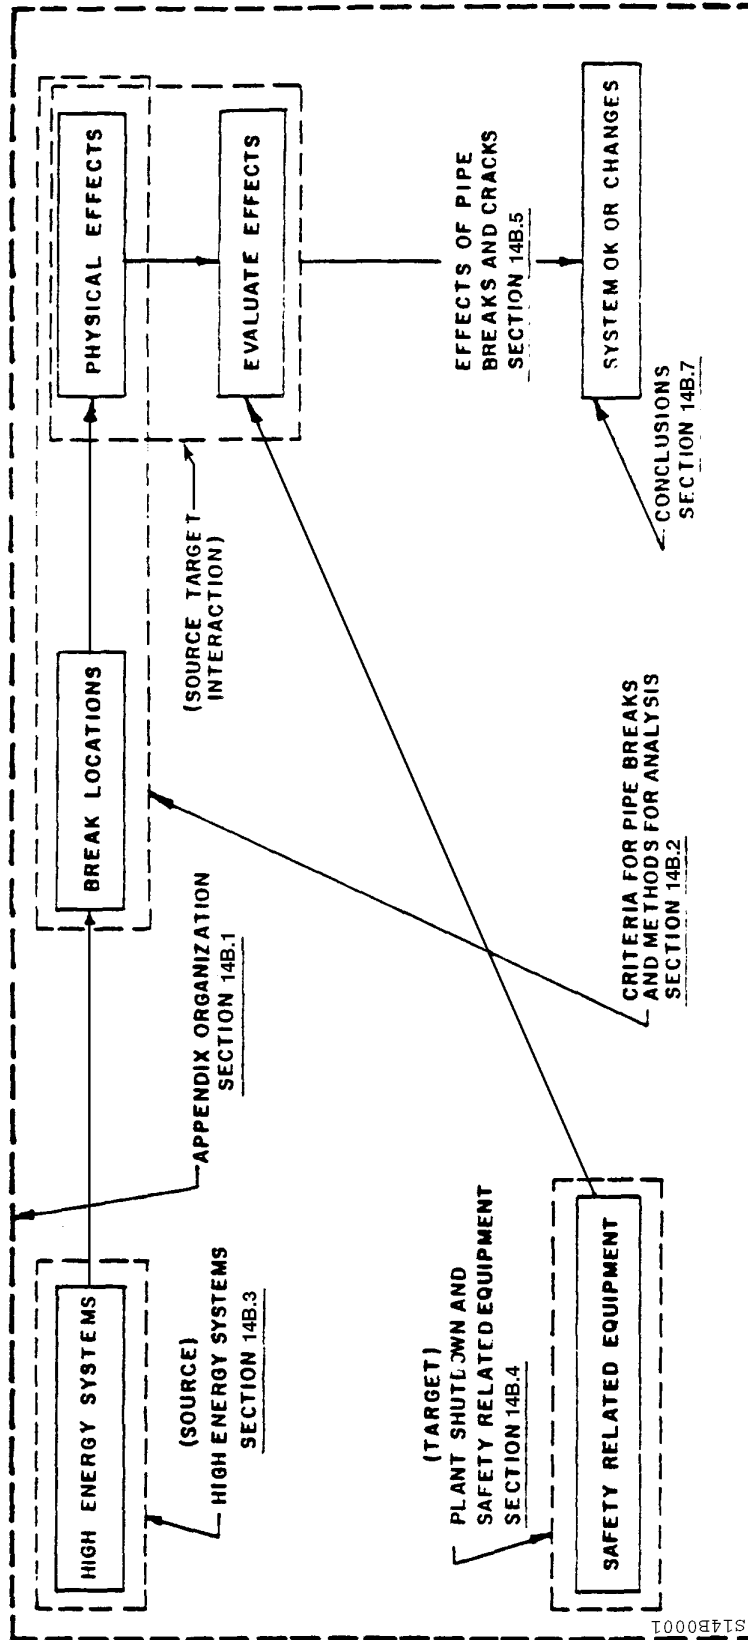 HIGH ENERGY SYSTEMS
BREAK LOCATIONS
PHYSICAL EFFECTS
APPENDIX ORGANIZATION
SECTION 14B.1
(SOURCE)
HIGH ENERGY SYSTEMS
SECTION 14B.3
(SOURCE TARGET
INTERACTION)
EVALUATE EFFECTS
(TARGET)
PLANT SHUTDOWN AND
SAFETY RELATED EQUIPMENT
SECTION 14B.4
EFFECTS OF PIPE
BREAKS AND CRACKS
SECTION 14B.5
SAFETY RELATED EQUIPMENT
CRITERIA FOR PIPE BREAKS
AND METHODS FOR ANALYSIS
SECTION 14B.2
CONCLUSIONS
SECTION 14B.7
SYSTEM OK OR CHANGES
S14B0001